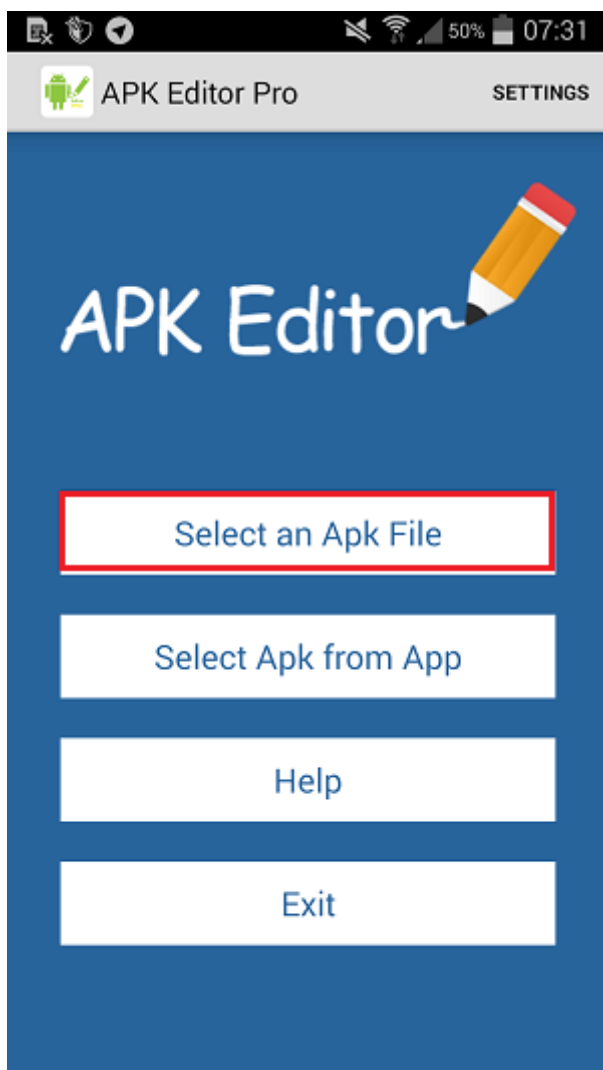 50% 07:31
APK Editor Pro SETTINGS
APK Editor
Select an Apk File
Select Apk from App
Help
Exit